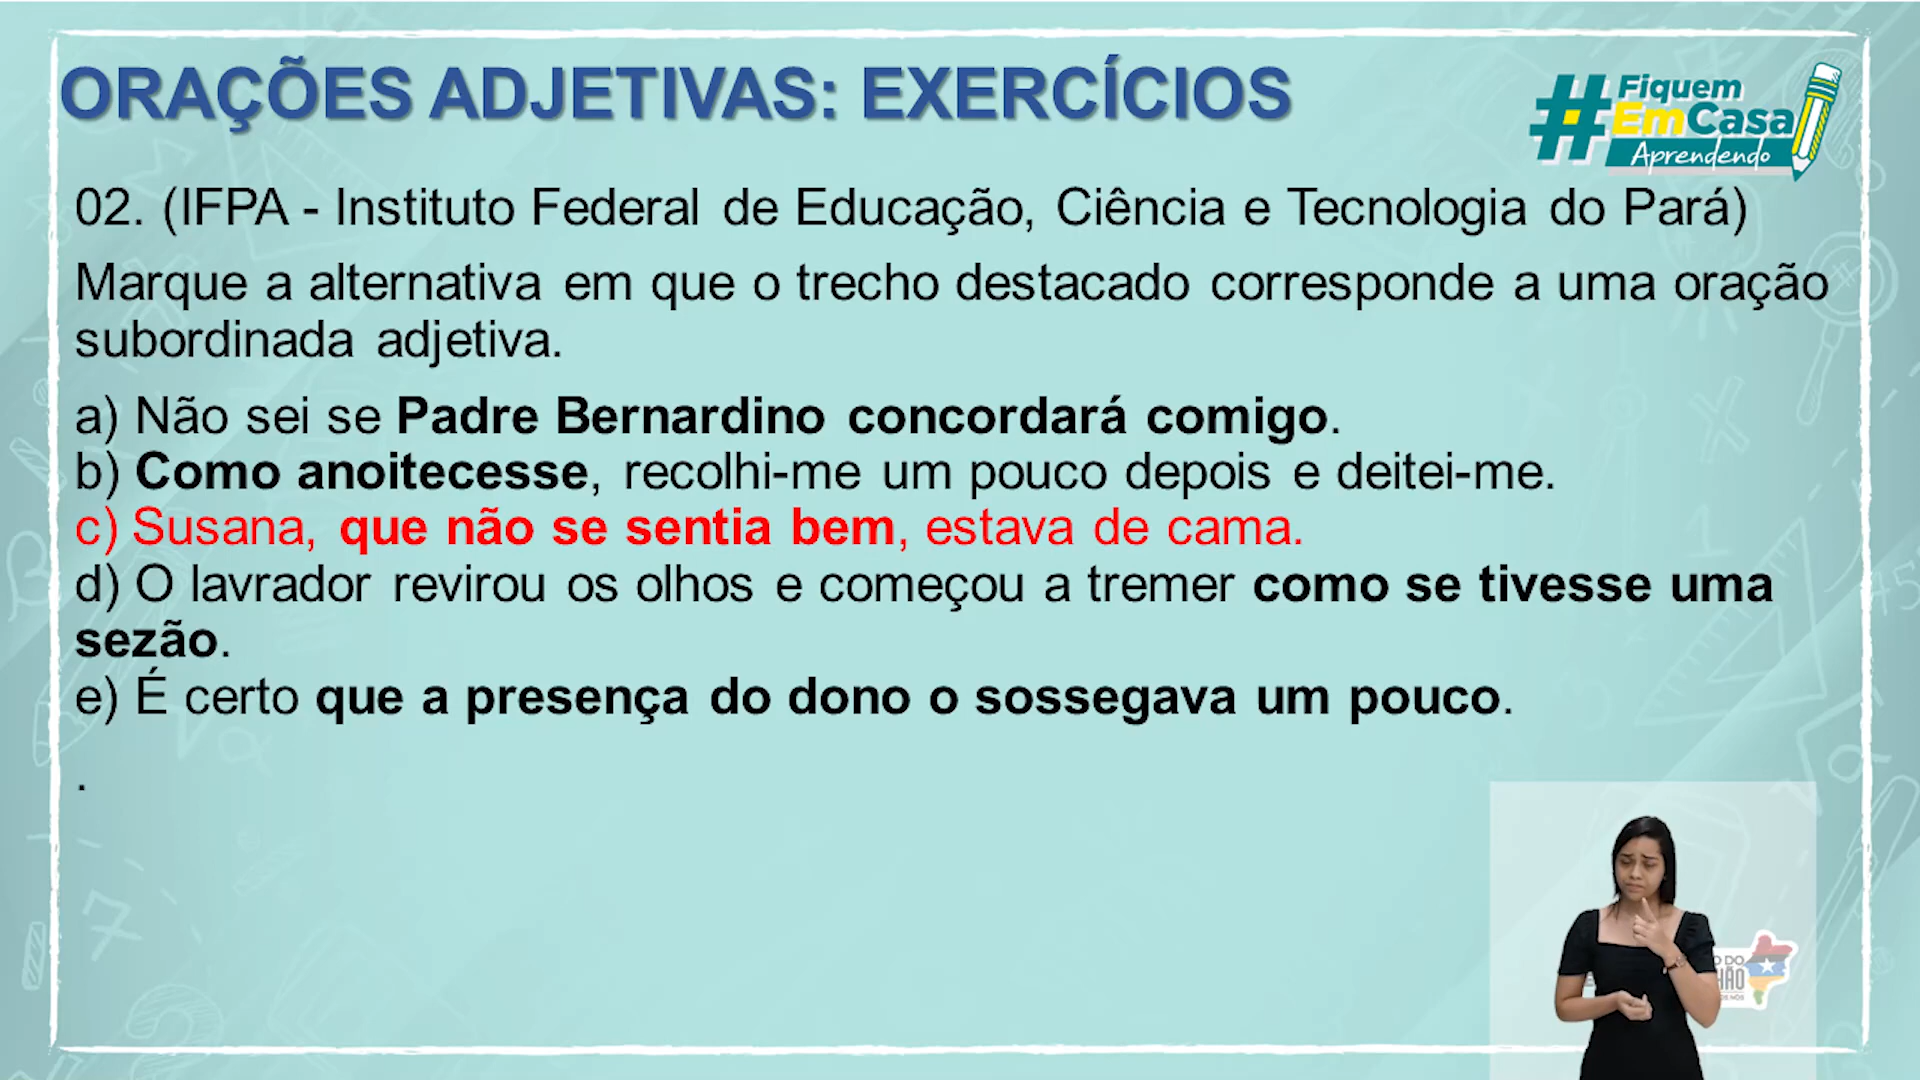 ORAÇÕES ADJETIVAS: EXERCÍCIOS
#Fiquem
EmCasa
Aprendendo
02. (IFPA - Instituto Federal de Educação, Ciência e Tecnologia do Pará)
Marque a alternativa em que o trecho destacado corresponde a uma oração
subordinada adjetiva.
a) Não sei se Padre Bernardino concordará comigo.
b) Como anoitecesse, recolhi-me um pouco depois e deitei-me.
c) Susana, que não se sentia bem, estava de cama.
d) O lavrador revirou os olhos e começou a tremer como se tivesse uma
sezão.
e) É certo que a presença do dono o sossegava um pouco.
.